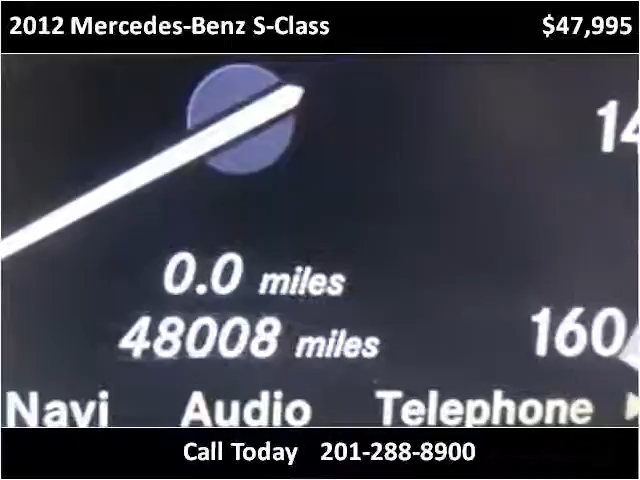 2012 Mercedes-Benz S-Class $47,995
14
0.0 miles
48008 miles
160
Navi Audio Telephone
Call Today 201-288-8900